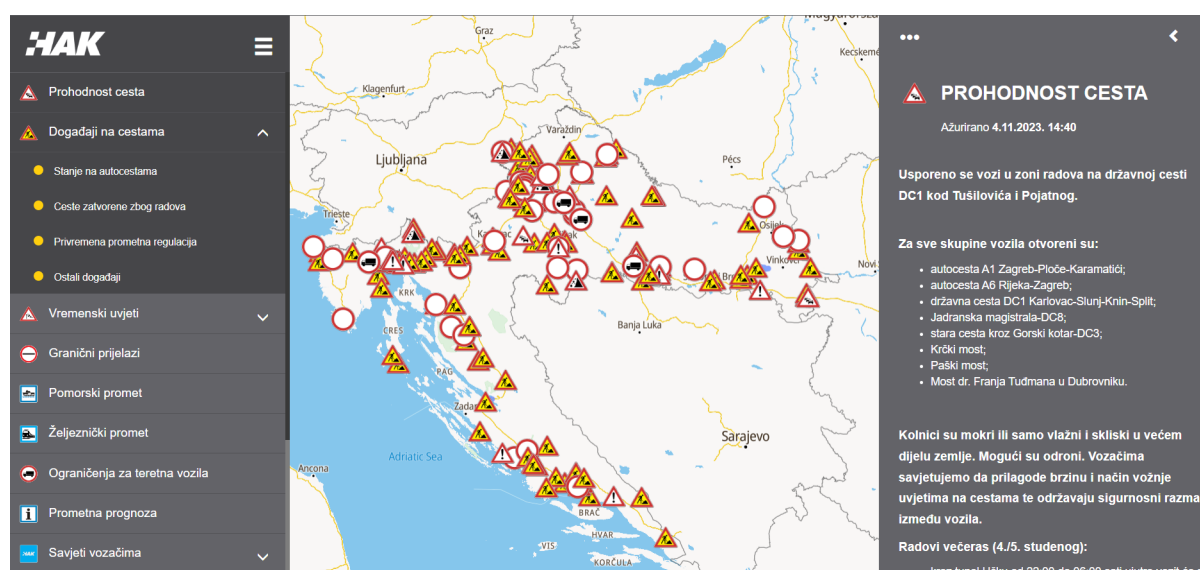 HAK
Prohodnost cesta
Događaji na cestama
Stanje na autocestama
Ceste zatvorene zbog radova
Privremena prometna regulacija
Ostali događaji
Vremenski uvjeti
Granični prijelazi
Pomorski promet
Željeznički promet
Ograničenja za teretna vozila
Prometna prognoza
Savjeti vozačima
Graz
Kecskemé
Klagenfurt
Varaždin
Ljubljana
Pécs
Trieste
Osijek
Vinkovci
Novi
KRK
Banja Luka
CRES
PAG
Zadar
Sarajevo
Adriatic Sea
Ancona
BRAČ
HVAR
VIS
KORČULA
PROHODNOST CESTA
Ažurirano 4.11.2023. 14:40
Usporeno se vozi u zoni radova na državnoj cesti
DC1 kod Tušilovića i Pojatnog.
Za sve skupine vozila otvoreni su:
autocesta A1 Zagreb-Ploče-Karamatići;
autocesta A6 Rijeka-Zagreb;
državna cesta DC1 Karlovac-Slunj-Knin-Split;
Jadranska magistrala-DC8;
stara cesta kroz Gorski kotar-DC3;
Krčki most;
Paški most;
Most dr. Franja Tuđmana u Dubrovniku.
Kolnici su mokri ili samo vlažni i skliski u većem
dijelu zemlje. Mogući su odroni. Vozačima
savjetujemo da prilagode brzinu i način vožnje
uvjetima na cestama te održavaju sigurnosni razma
između vozila.
Radovi večeras (4./5. studenog):